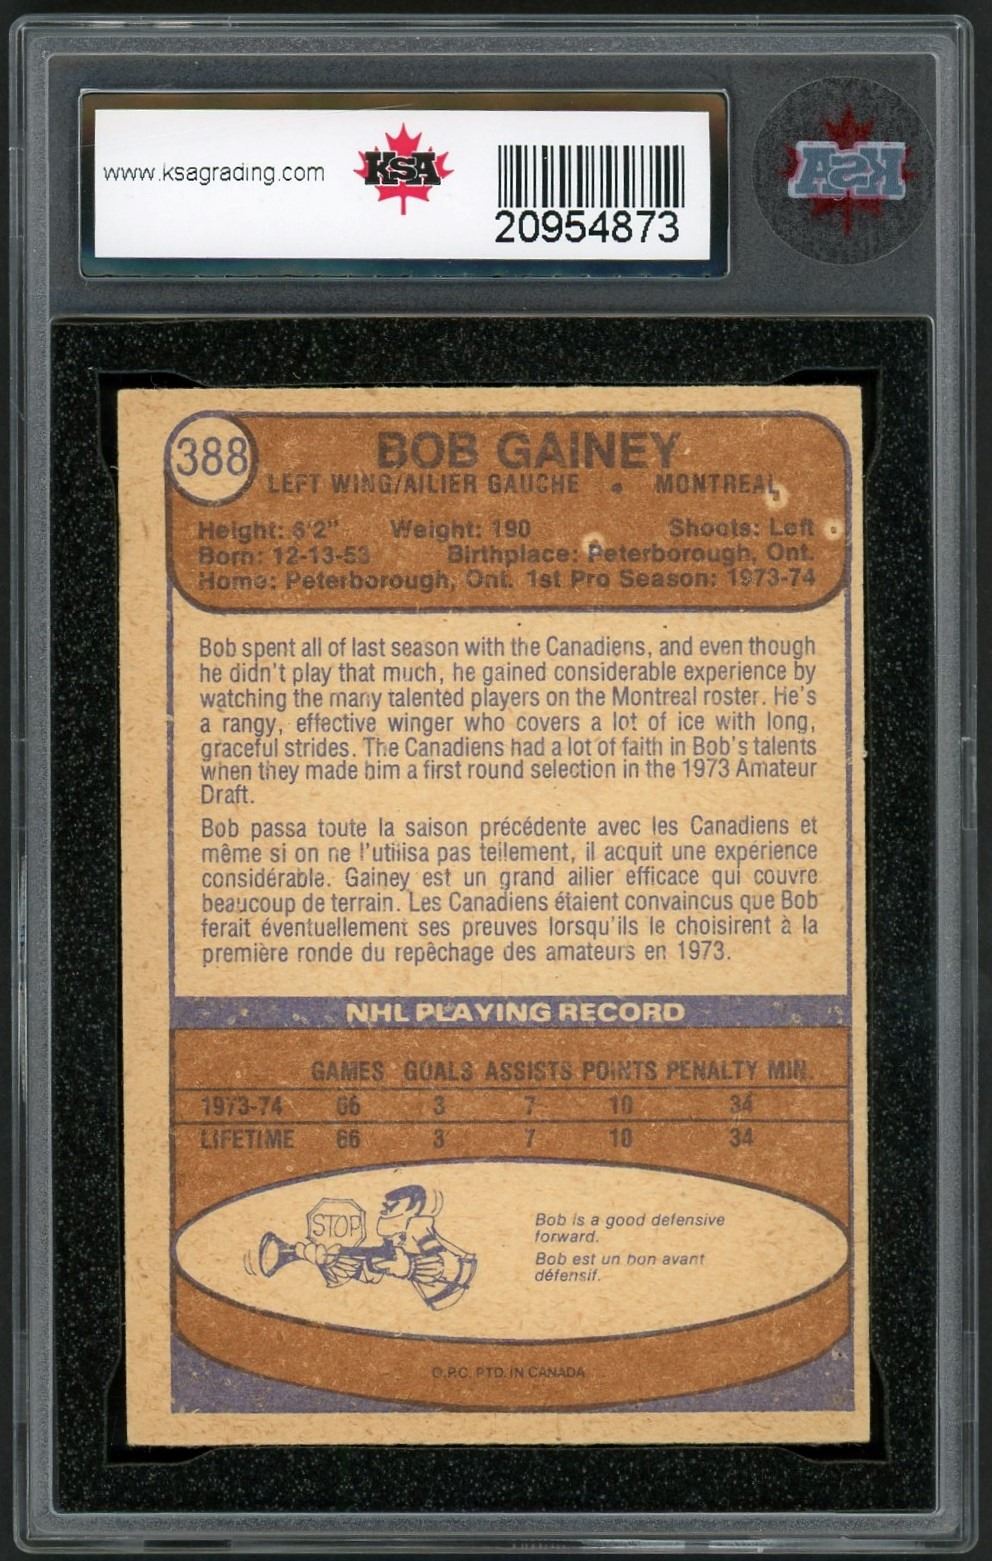 www.ksagrading.com
KSA
20954873
KSA
388
BOB GAINEY
LEFT WING/AILIER GAUCHE • MONTREAL
Height: 6'2" Weight: 190 Shoots: Left
Born: 12-13-53 Birthplace: Peterborough, Ont.
Home: Peterborough, Ont. 1st Pro Season: 1973-74
Bob spent all of last season with the Canadiens, and even though
he didn't play that much, he gained considerable experience by
watching the many talented players on the Montreal roster. He's
a rangy, effective winger who covers a lot of ice with long,
graceful strides. The Canadiens had a lot of faith in Bob's talents
when they made him a first round selection in the 1973 Amateur
Draft.
Bob passa toute la saison précédente avec les Canadiens et
même si on ne l'utilisa pas tellement, il acquit une expérience
considérable. Gainey est un grand ailier efficace qui couvre
beaucoup de terrain. Les Canadiens étaient convaincus que Bob
ferait éventuellement ses preuves lorsqu'ils le choisirent à la
première ronde du repêchage des amateurs en 1973.
NHL PLAYING RECORD
GAMES GOALS ASSISTS POINTS PENALTY MIN.
1973-74 66 3 7 10 34
LIFETIME 66 3 7 10 34
STOP
Bob is a good defensive
forward.
Bob est un bon avant
défensif.
O.P.C. PTD. IN CANADA